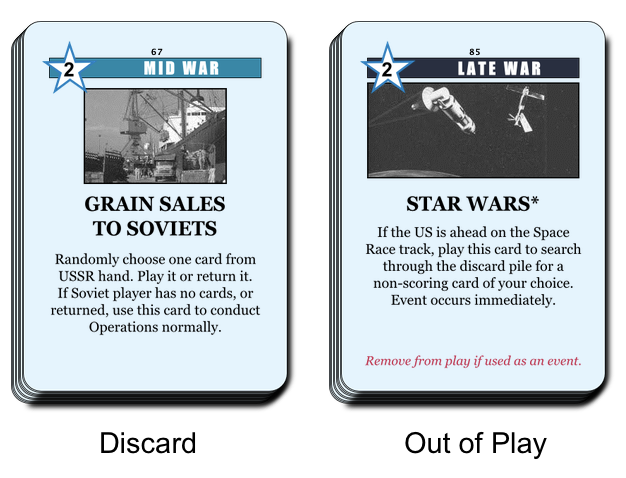 67
2
MID WAR
GRAIN SALES
TO SOVIETS
Randomly choose one card from
USSR hand. Play it or return it.
If Soviet player has no cards, or
returned, use this card to conduct
Operations normally.
Discard
85
2
LATE WAR
STAR WARS*
If the US is ahead on the Space
Race track, play this card to search
through the discard pile for a
non-scoring card of your choice.
Event occurs immediately.
Remove from play if used as an event.
Out of Play